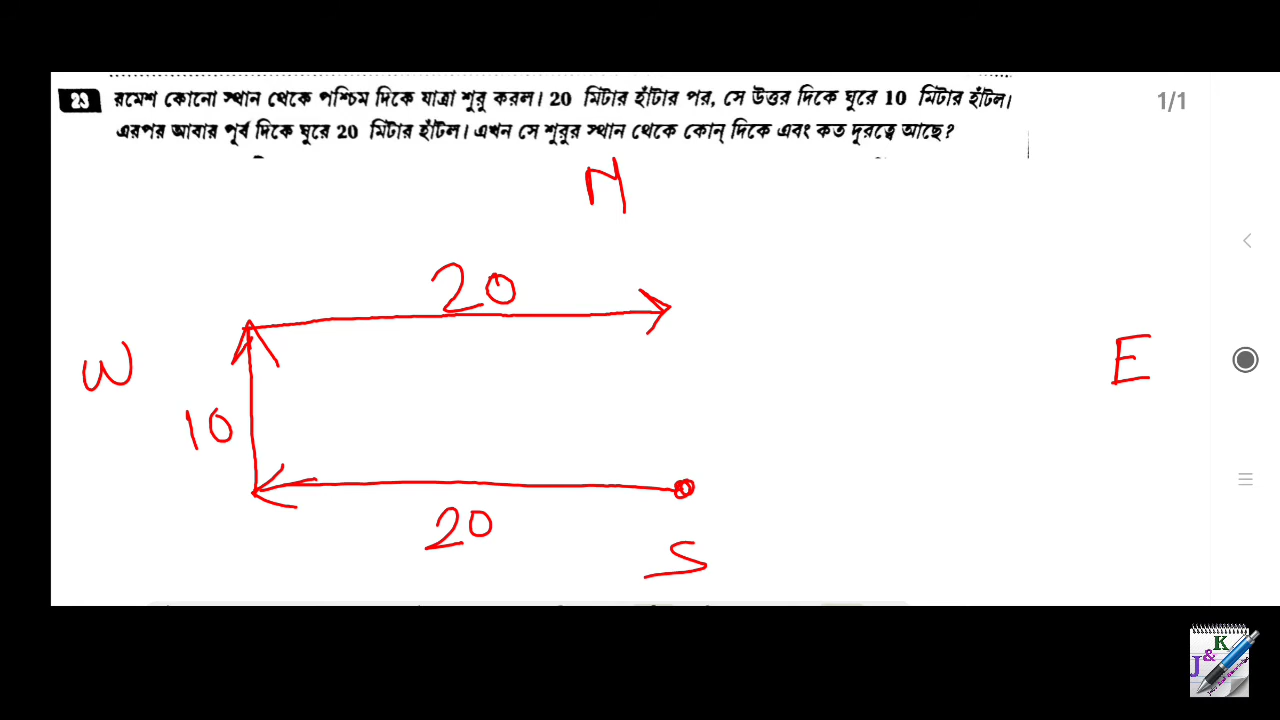 23 রমেশ কোনো স্থান থেকে পশ্চিম দিকে যাত্রা শুরু করল। 20 মিটার হাঁটার পর, সে উত্তর দিকে ঘুরে 10 মিটার হাঁটল।
এরপর আবার পূর্ব দিকে ঘুরে 20 মিটার হাঁটল। এখন সে শুরুর স্থান থেকে কোন্ দিকে এবং কত দূরত্বে আছে?
1/1
N
20
W
E
10
20
S
J&K